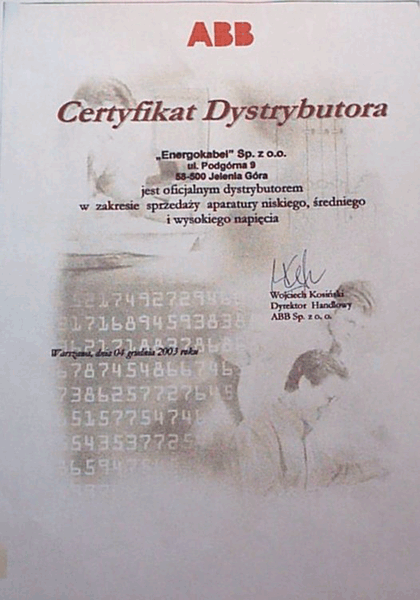 ABB
Certyfikat Dystrybutora
„Energokabel" Sp. z o.o.
ul. Podgórna 9
58-500 Jelenia Góra
jest oficjalnym dystrybutorem
w zakresie sprzedaży aparatury niskiego, średniego
i wysokiego napięcia
Wojciech Kosiński
Dyrektor Handlowy
ABB Sp. z o. o.
Warszawa, dnia 04 grudnia 2003 roku